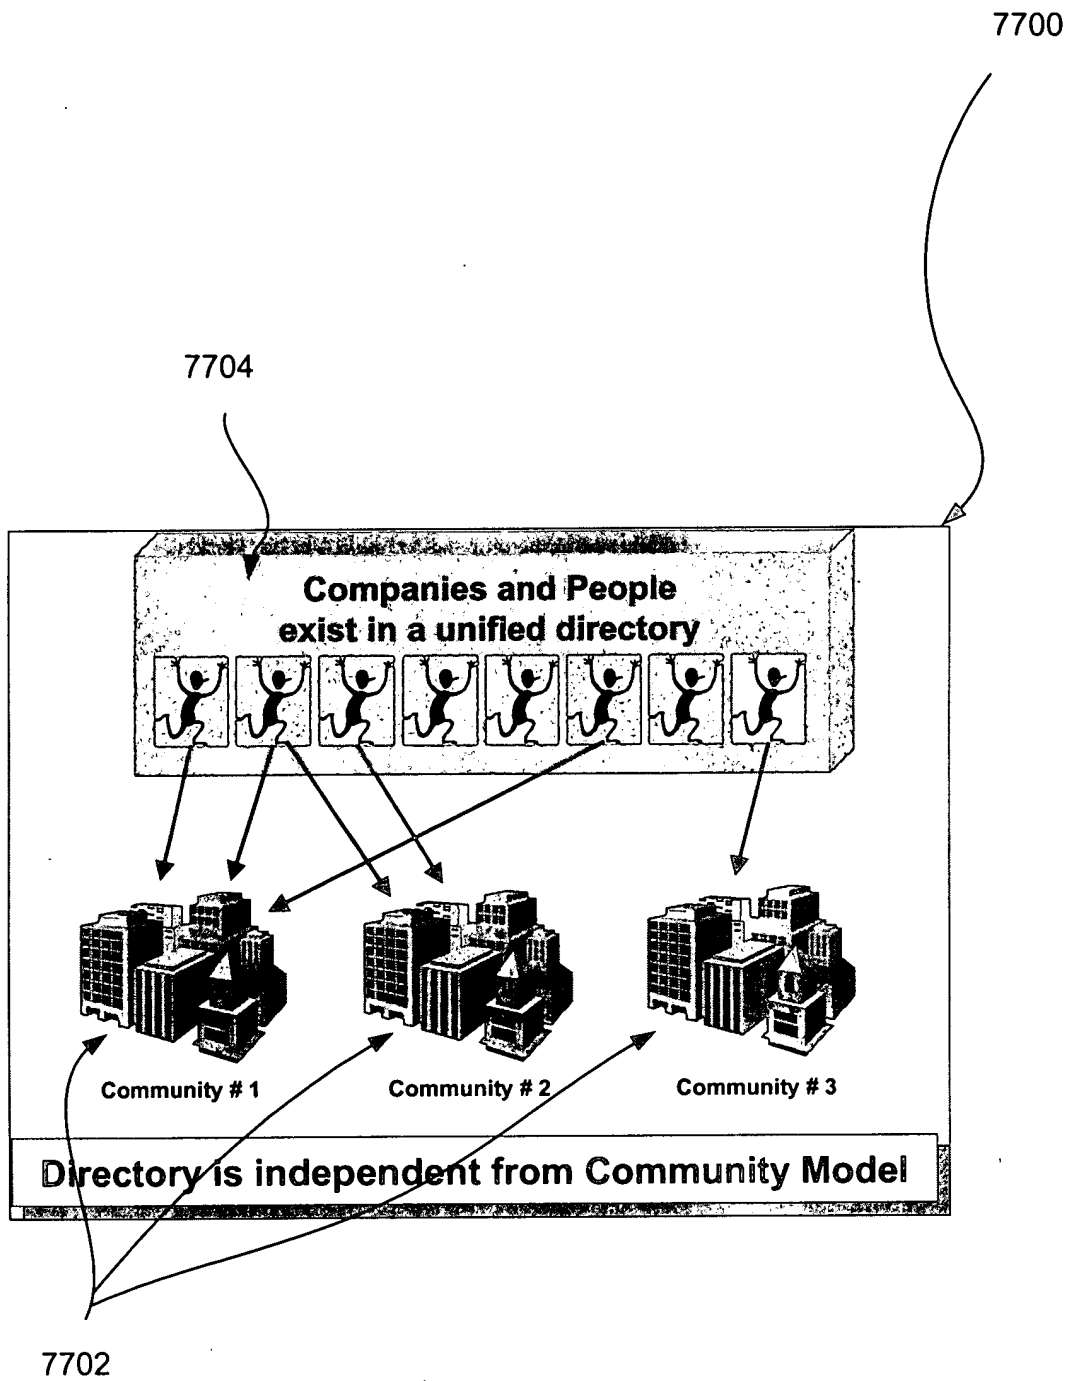 7700
7704
Companies and People
exist in a unified directory
Community # 1
Community # 2
Community # 3
Directory is independent from Community Model
7702